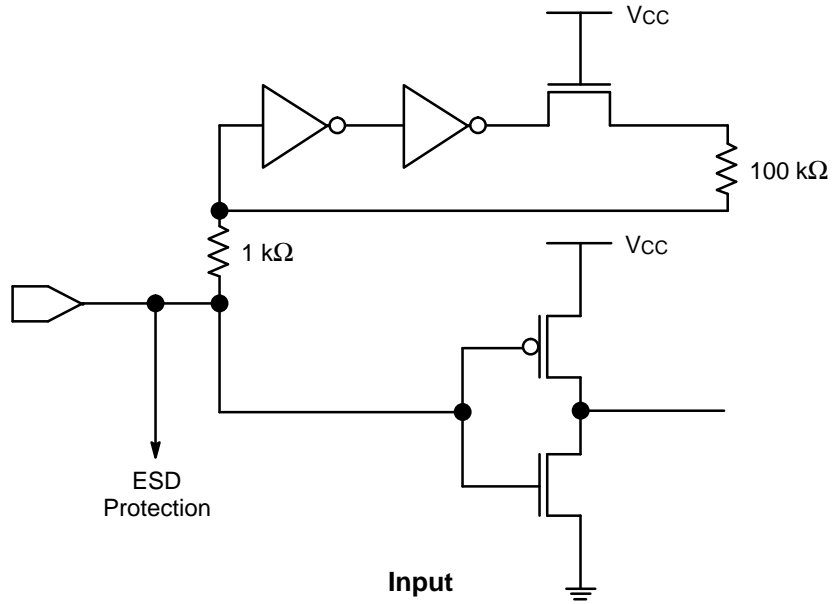 VCC
100 kΩ
1 kΩ
VCC
ESD
Protection
Input